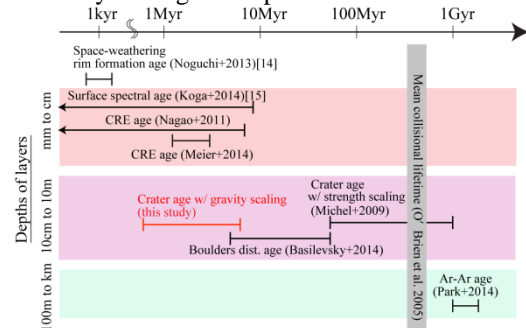 1kyr 1Myr 10Myr 100Myr 1Gyr
Space-weathering
rim formation age (Noguchi+2013)[14]
Surface spectral age (Koga+2014)[15]
CRE age (Nagao+2011)
CRE age (Meier+2014)
mm to cm
Depths of layers
Crater age w/ gravity scaling
(this study)
Crater age
w/ strength scaling
(Michel+2009)
Boulders dist. age (Basilevsky+2014)
10cm to 10m
Mean collisional lifetime (O' Brien et al. 2005)
Ar-Ar age
(Park+2014)
100m to km